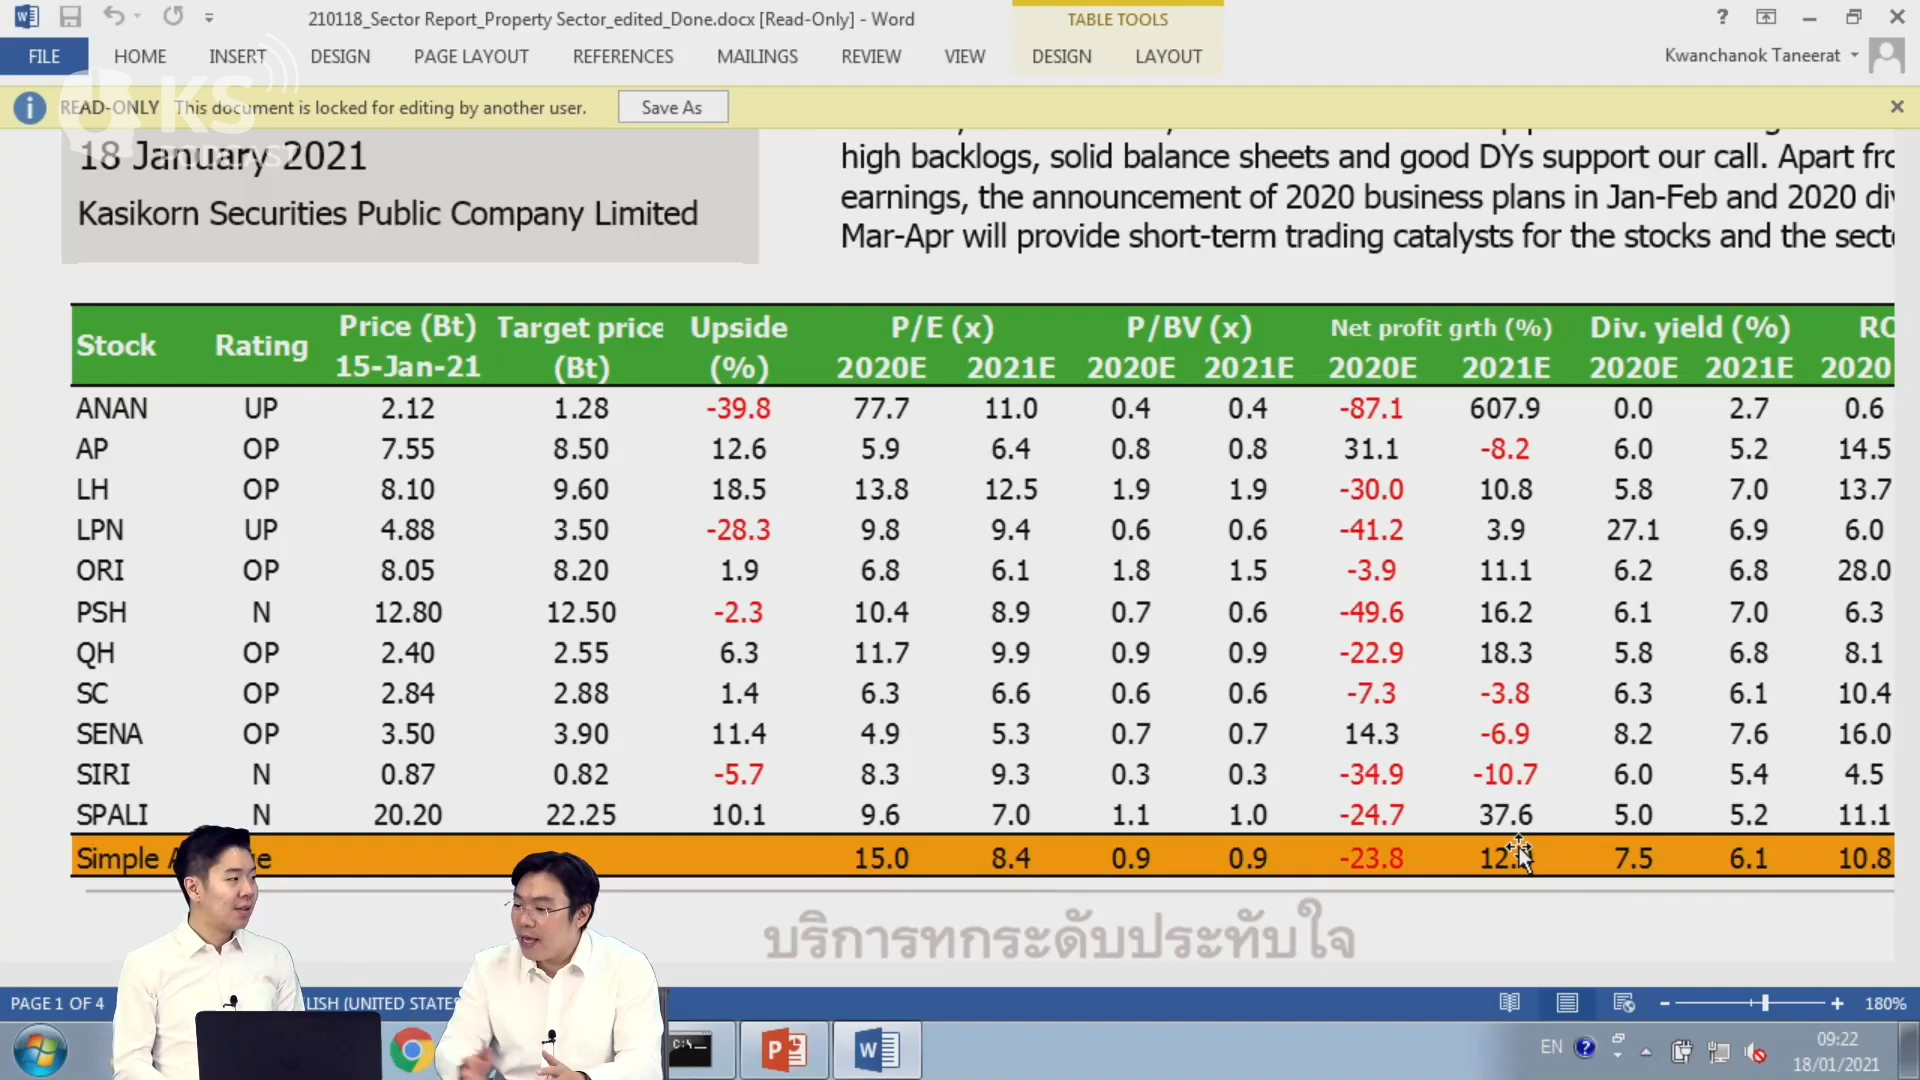 210118_Sector Report_Property Sector_edited_Done.docx [Read-Only] - Word
TABLE TOOLS
FILE HOME INSERT DESIGN PAGE LAYOUT REFERENCES MAILINGS REVIEW VIEW DESIGN LAYOUT
Kwanchanok Taneerat
READ-ONLY This document is locked for editing by another user. Save As
KS
PODCAST
18 January 2021
Kasikorn Securities Public Company Limited
high backlogs, solid balance sheets and good DYs support our call. Apart
earnings, the announcement of 2020 business plans in Jan-Feb and 2020
Mar-Apr will provide short-term trading catalysts for the stocks and the
Stock Rating Price (Bt) Target price Upside P/E (x) P/BV (x) Net profit grth (%) Div. yield (%)
15-Jan-21 (Bt) (%) 2020E 2021E 2020E 2021E 2020E 2021E 2020E 2021E 2020
ANAN UP 2.12 1.28 -39.8 77.7 11.0 0.4 0.4 -87.1 607.9 0.0 2.7 0.6
AP OP 7.55 8.50 12.6 5.9 6.4 0.8 0.8 31.1 -8.2 6.0 5.2 14.5
LH OP 8.10 9.60 18.5 13.8 12.5 1.9 1.9 -30.0 10.8 5.8 7.0 13.7
LPN UP 4.88 3.50 -28.3 9.8 9.4 0.6 0.6 -41.2 3.9 27.1 6.9 6.0
ORI OP 8.05 8.20 1.9 6.8 6.1 1.8 1.5 -3.9 11.1 6.2 6.8 28.0
PSH N 12.80 12.50 -2.3 10.4 8.9 0.7 0.6 -49.6 16.2 6.1 7.0 6.3
QH OP 2.40 2.55 6.3 11.7 9.9 0.9 0.9 -22.9 18.3 5.8 6.8 8.1
SC OP 2.84 2.88 1.4 6.3 6.6 0.6 0.6 -7.3 -3.8 6.3 6.1 10.4
SENA OP 3.50 3.90 11.4 4.9 5.3 0.7 0.7 14.3 -6.9 8.2 7.6 16.0
SIRI N 0.87 0.82 -5.7 8.3 9.3 0.3 0.3 -34.9 -10.7 6.0 5.4 4.5
SPALI N 20.20 22.25 10.1 9.6 7.0 1.1 1.0 -24.7 37.6 5.0 5.2 11.1
Simple 15.0 8.4 0.9 0.9 -23.8 7.5 6.1 10.8
บริการทุกระดับประทับใจ
PAGE 1 OF 4 (UNITED STATES 180%
EN 09:22
18/01/2021